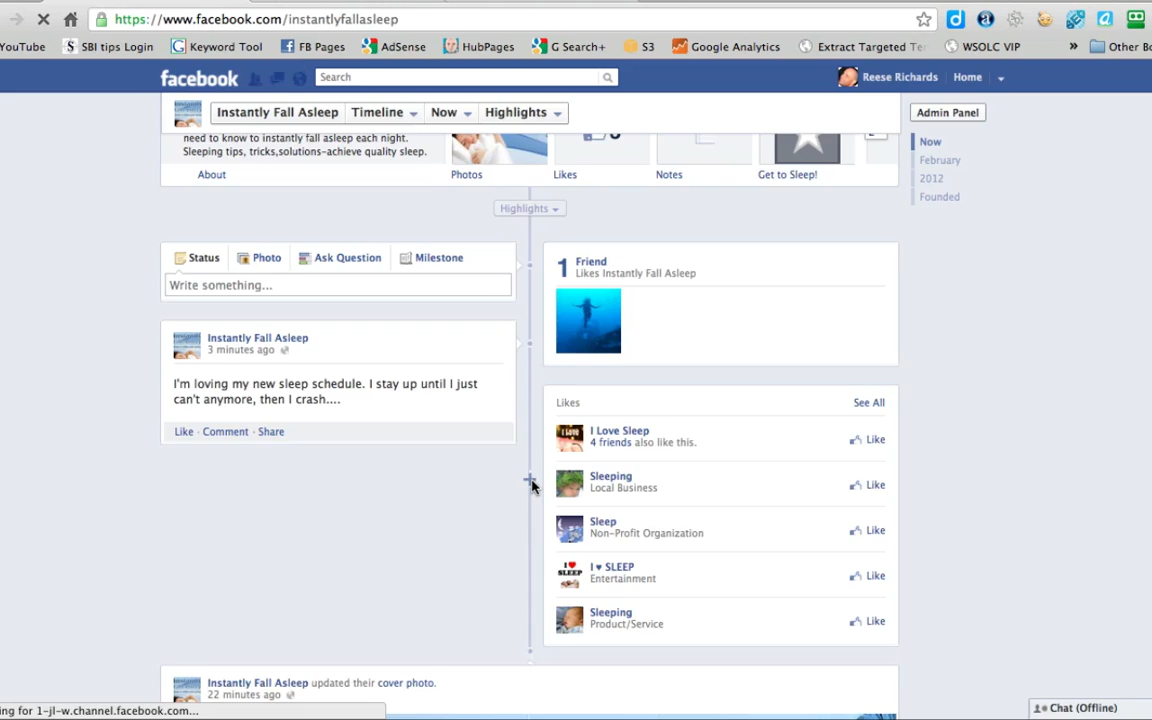 https://www.facebook.com/instantlyfallasleep
YouTube
SBI tips Login
Keyword Tool
FB Pages
AdSense
HubPages
G Search+
S3
Google Analytics
Extract Targeted Te
WSOLC VIP
»
Other Bo
facebook
Search
Reese Richards
Home
Instantly Fall Asleep
Timeline
Now
Highlights
Admin Panel
need to know to instantly fall asleep each night.
Sleeping tips, tricks,solutions-achieve quality sleep.
About
Photos
Likes
Notes
Get to Sleep!
Now
February
2012
Founded
Highlights
Status
Photo
Ask Question
Milestone
Write something...
1 Friend
Likes Instantly Fall Asleep
Instantly Fall Asleep
3 minutes ago
I'm loving my new sleep schedule. I stay up until I just
can't anymore, then I crash....
Like · Comment · Share
Likes
See All
I Love Sleep
4 friends also like this.
Like
Sleeping
Local Business
Like
Sleep
Non-Profit Organization
Like
I ♥ SLEEP
Entertainment
Like
Sleeping
Product/Service
Like
Instantly Fall Asleep updated their cover photo.
22 minutes ago
ing for 1-jl-w.channel.facebook.com...
Chat (Offline)